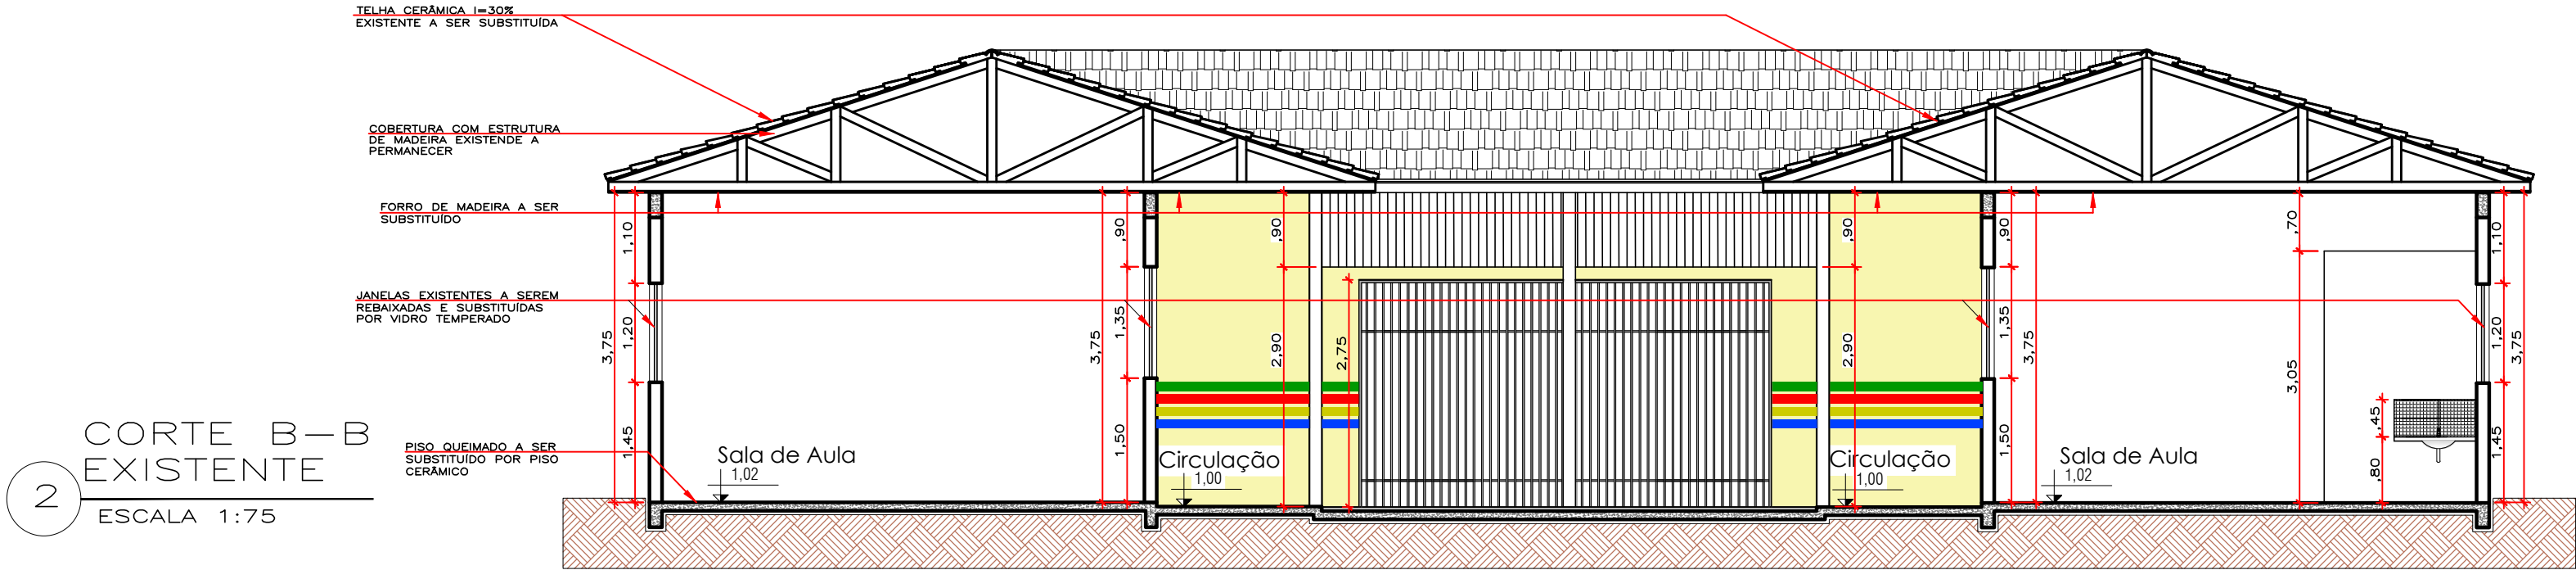 TELHA CERÂMICA I=30%
EXISTENTE A SER SUBSTITUÍDA
COBERTURA COM ESTRUTURA
DE MADEIRA EXISTENDE A
PERMANECER
FORRO DE MADEIRA A SER
SUBSTITUÍDO
JANELAS EXISTENTES A SEREM
REBAIXADAS E SUBSTITUÍDAS
POR VIDRO TEMPERADO
PISO QUEIMADO A SER
SUBSTITUÍDO POR PISO
CERÂMICO
CORTE B-B
EXISTENTE
2
ESCALA 1:75
3,75
1,10
1,20
1,45
Sala de Aula
1,02
3,75
,90
1,35
1,50
Circulação
1,00
,90
2,90
2,75
,90
2,90
Circulação
1,00
,90
1,35
1,50
3,75
Sala de Aula
1,02
,70
3,05
,45
,80
1,10
1,20
1,45
3,75